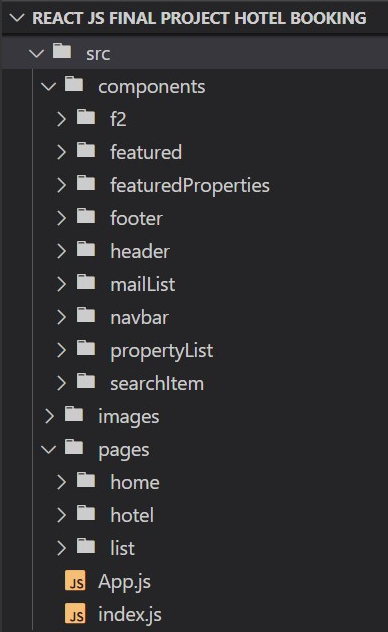 REACT JS FINAL PROJECT HOTEL BOOKING
src
components
f2
featured
featuredProperties
footer
header
mailList
navbar
propertyList
searchItem
images
pages
home
hotel
list
JS App.js
JS index.js